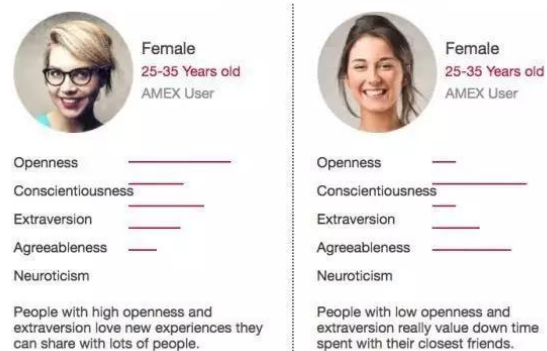 Female
25-35 Years old
AMEX User
Openness
Conscientiousness
Extraversion
Agreeableness
Neuroticism
People with high openness and
extraversion love new experiences they
can share with lots of people.
Female
25-35 Years old
AMEX User
Openness
Conscientiousness
Extraversion
Agreeableness
Neuroticism
People with low openness and
extraversion really value down time
spent with their closest friends.